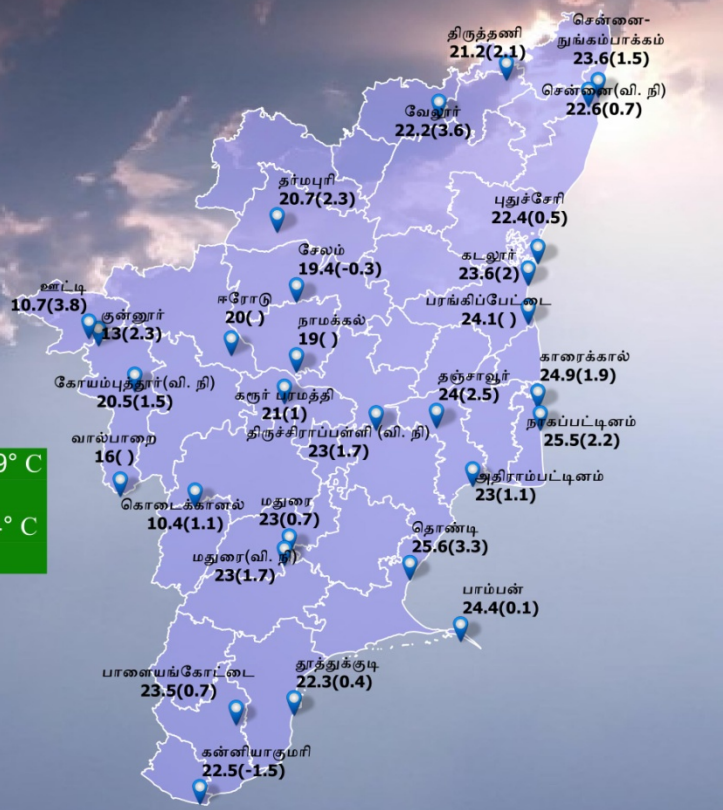 சென்னை-
நுங்கம்பாக்கம்
23.6(1.5)
திருத்தணி
21.2(2.1)
சென்னை(வி. நி)
22.6(0.7)
வேலூர்
22.2(3.6)
தர்மபுரி
20.7(2.3)
புதுச்சேரி
22.4(0.5)
சேலம்
19.4(-0.3)
கடலூர்
23.6(2)
ஊட்டி
10.7(3.8)
குன்னூர்
13(2.3)
ஈரோடு
20( )
நாமக்கல்
19( )
பரங்கிப்பேட்டை
24.1( )
காரைக்கால்
24.9(1.9)
கோயம்புத்தூர்(வி. நி)
20.5(1.5)
கரூர் பரமத்தி
21(1)
தஞ்சாவூர்
24(2.5)
நாகப்பட்டினம்
25.5(2.2)
திருச்சிராப்பள்ளி (வி. நி)
23(1.7)
வால்பாறை
16( )
9° C
° C
அதிராம்பட்டினம்
23(1.1)
கொடைக்கானல்
10.4(1.1)
மதுரை
23(0.7)
மதுரை(வி. நி)
23(1.7)
தொண்டி
25.6(3.3)
பாம்பன்
24.4(0.1)
பாளையங்கோட்டை
23.5(0.7)
தூத்துக்குடி
22.3(0.4)
கன்னியாகுமரி
22.5(-1.5)